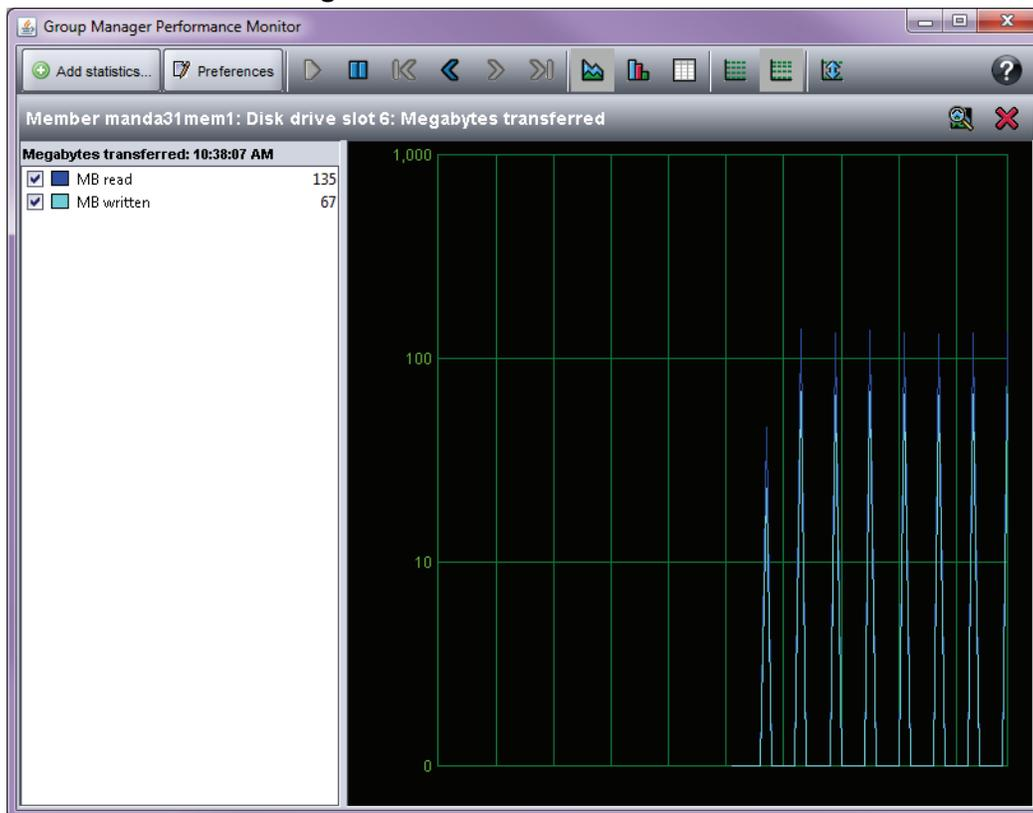 Group Manager Performance Monitor
Add statistics... Preferences ?
Member manda31mem1: Disk drive slot 6: Megabytes transferred
Megabytes transferred: 10:38:07 AM
MB read 135
MB written 67
1,000
100
10
0